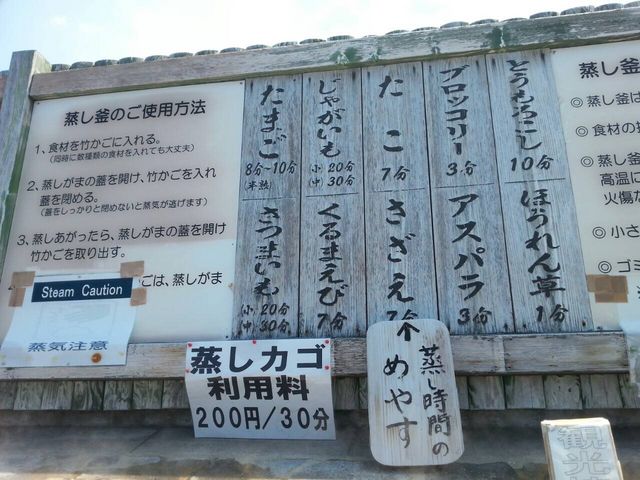 蒸し釜のご使用方法
1、食材を竹かごに入れる。
(同時に数種類の食材を入れても大丈夫)
2、蒸しがまの蓋を開け、竹かごを入れ
蓋を閉める。
(蓋をしっかりと閉めないと蒸気が逃げます)
3、蒸しあがったら、蒸しがまの蓋を開け
竹かごを取り出す。
ごは、蒸しがま
Steam Caution
蒸気注意
とうもろこし
10分
ほうれん草
1分
ブロッコリー
3分
アスパラ
3分
たこ
7分
さざえ
じゃがいも
(小) 20分
(中) 30分
くるまえび
7分
たまご
8分~10分
(半熟)
さつまいも
(小) 20分
(中) 30分
蒸し時間の
めやす
蒸しカゴ
利用料
200円/30分
蒸し釜
◎ 蒸し釜は
◎ 食材の
◎ 蒸し釜
高温に
火傷な
◎ 小さ
◎ ゴミ
観光